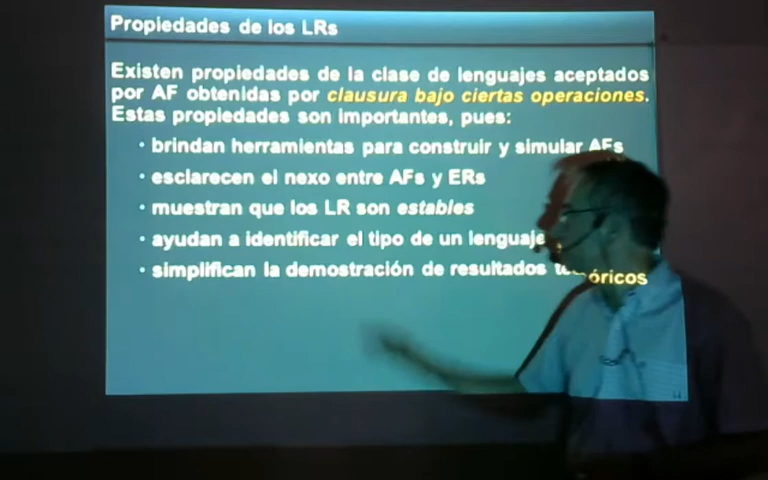 Propiedades de los LRs
Existen propiedades de la clase de lenguajes aceptados
por AF obtenidas por clausura bajo ciertas operaciones.
Estas propiedades son importantes, pues:
• brindan herramientas para construir y simular AFs
• esclarecen el nexo entre AFs y ERs
• muestran que los LR son estables
• ayudan a identificar el tipo de un lenguaje
• simplifican la demostración de resultados teóricos